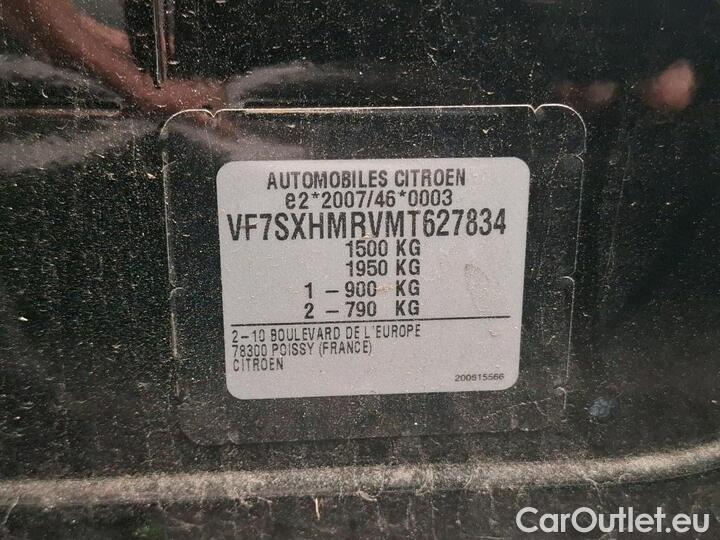 AUTOMOBILES CITROEN
e2*2007/46*0003
VF7SXHMRVMT627834
1500 KG
1950 KG
1 - 900 KG
2 - 790 KG
2-10 BOULEVARD DE L'EUROPE
78300 POISSY (FRANCE)
CITROEN
200515566
CarOutlet.eu